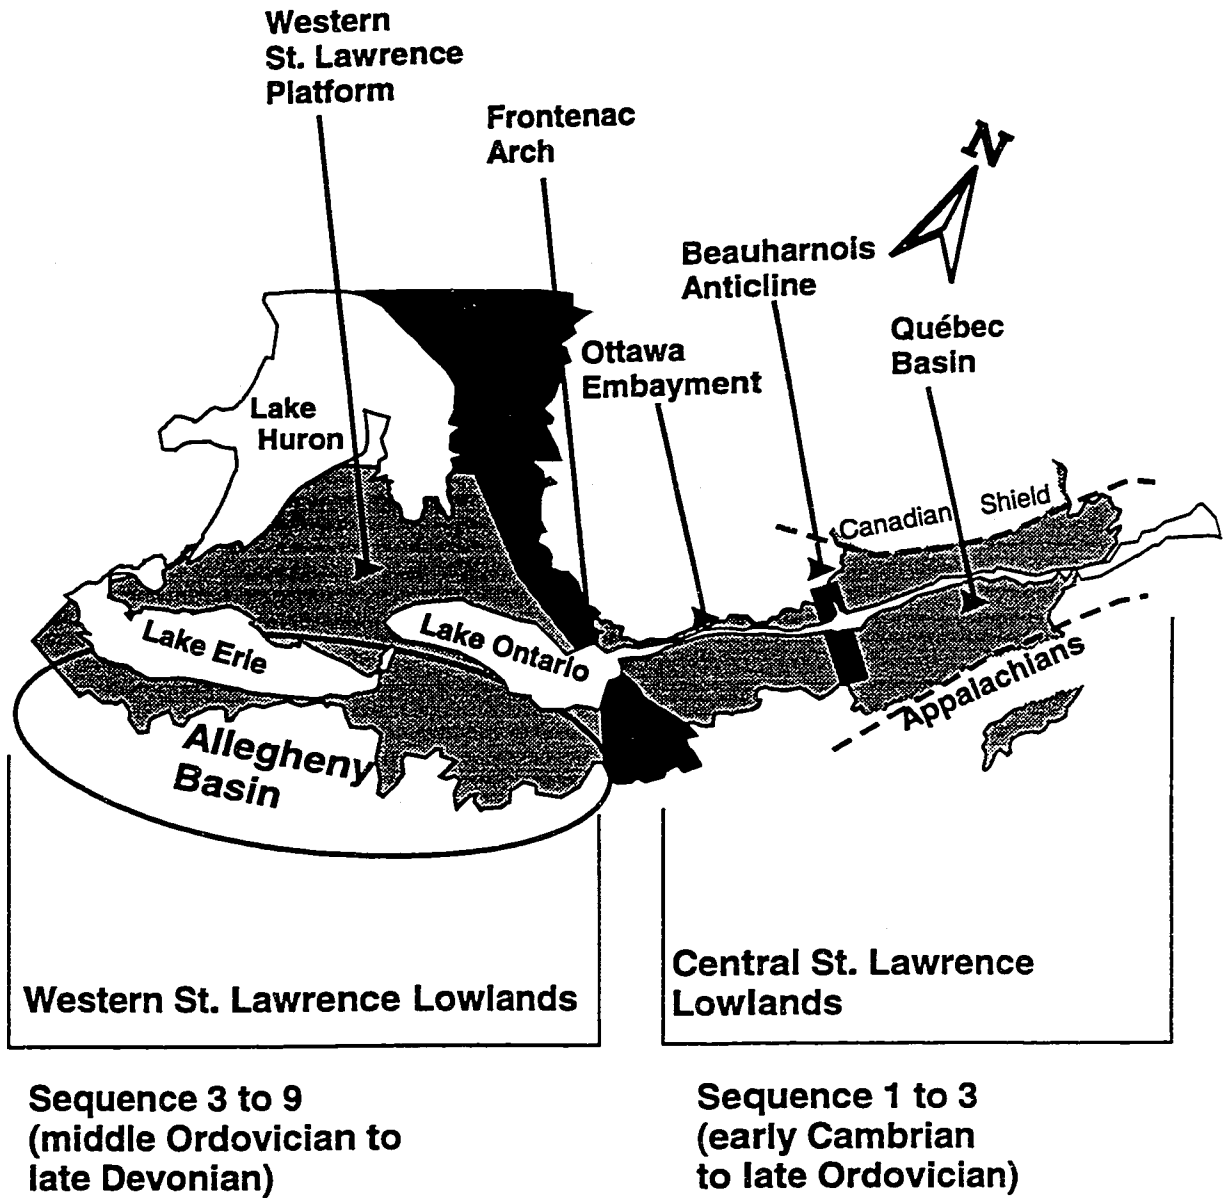 Western
St. Lawrence
Platform
Frontenac
Arch
N
Beauharnois
Anticline
Québec
Basin
Ottawa
Embayment
Lake
Huron
Canadian Shield
Lake Erie
Lake Ontario
Appalachians
Allegheny
Basin
Western St. Lawrence Lowlands
Central St. Lawrence
Lowlands
Sequence 3 to 9
(middle Ordovician to
late Devonian)
Sequence 1 to 3
(early Cambrian
to late Ordovician)